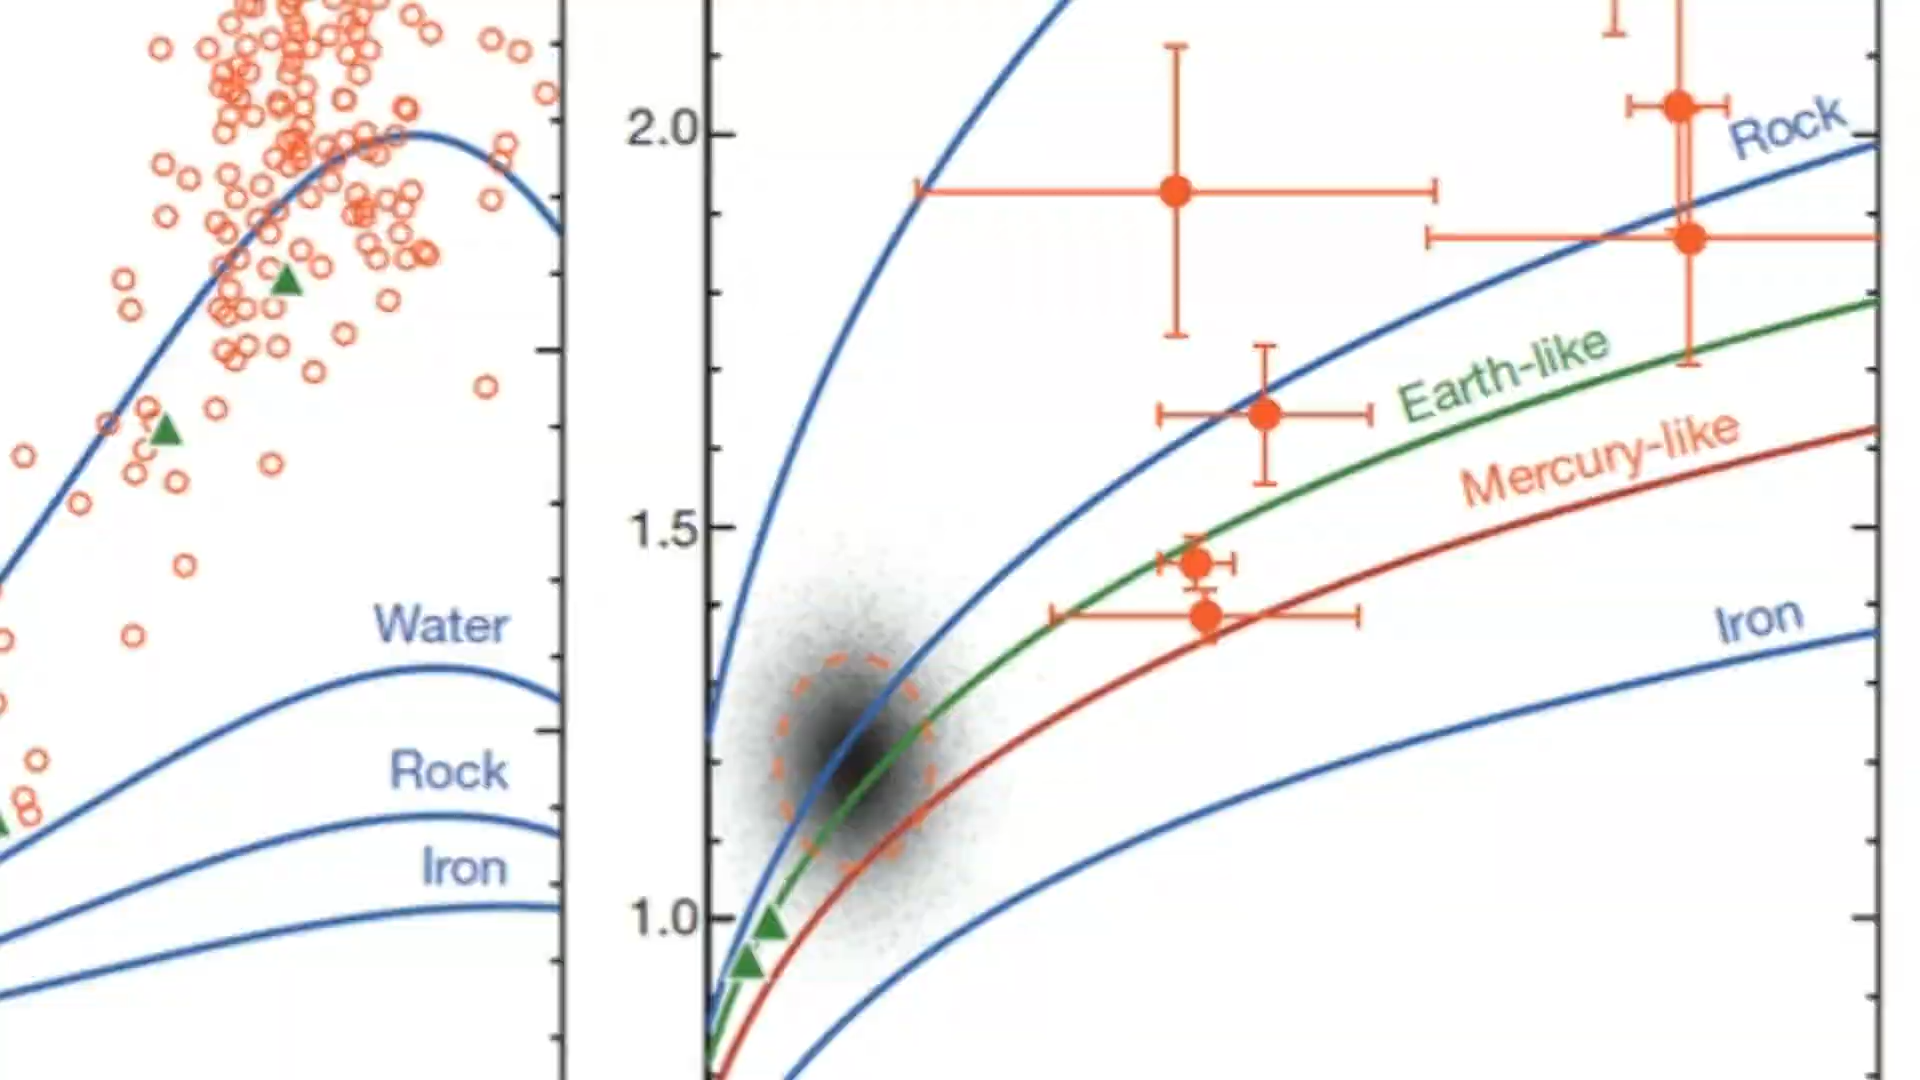 Water
Rock
Iron
2.0
1.5
1.0
Rock
Earth-like
Mercury-like
Iron